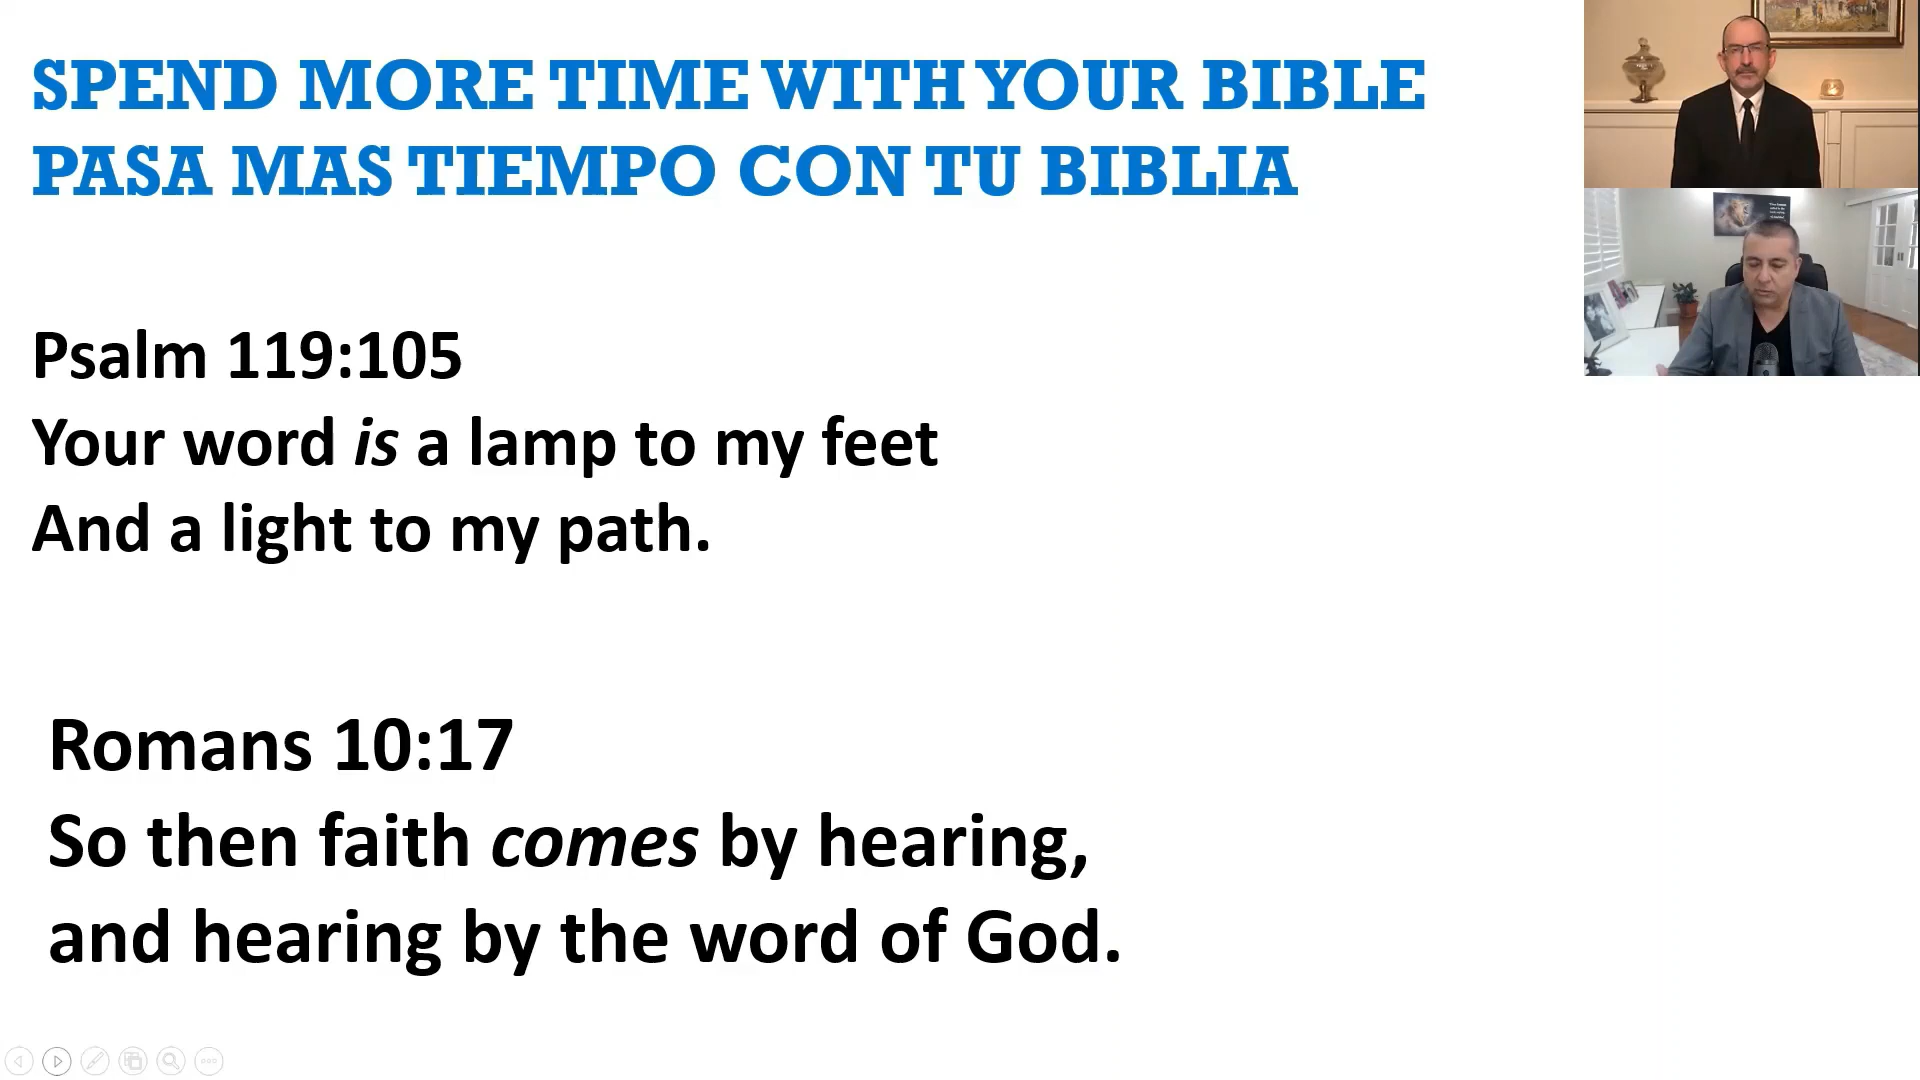 SPEND MORE TIME WITH YOUR BIBLE
PASA MAS TIEMPO CON TU BIBLIA
Psalm 119:105
Your word is a lamp to my feet
And a light to my path.
Romans 10:17
So then faith comes by hearing,
and hearing by the word of God.